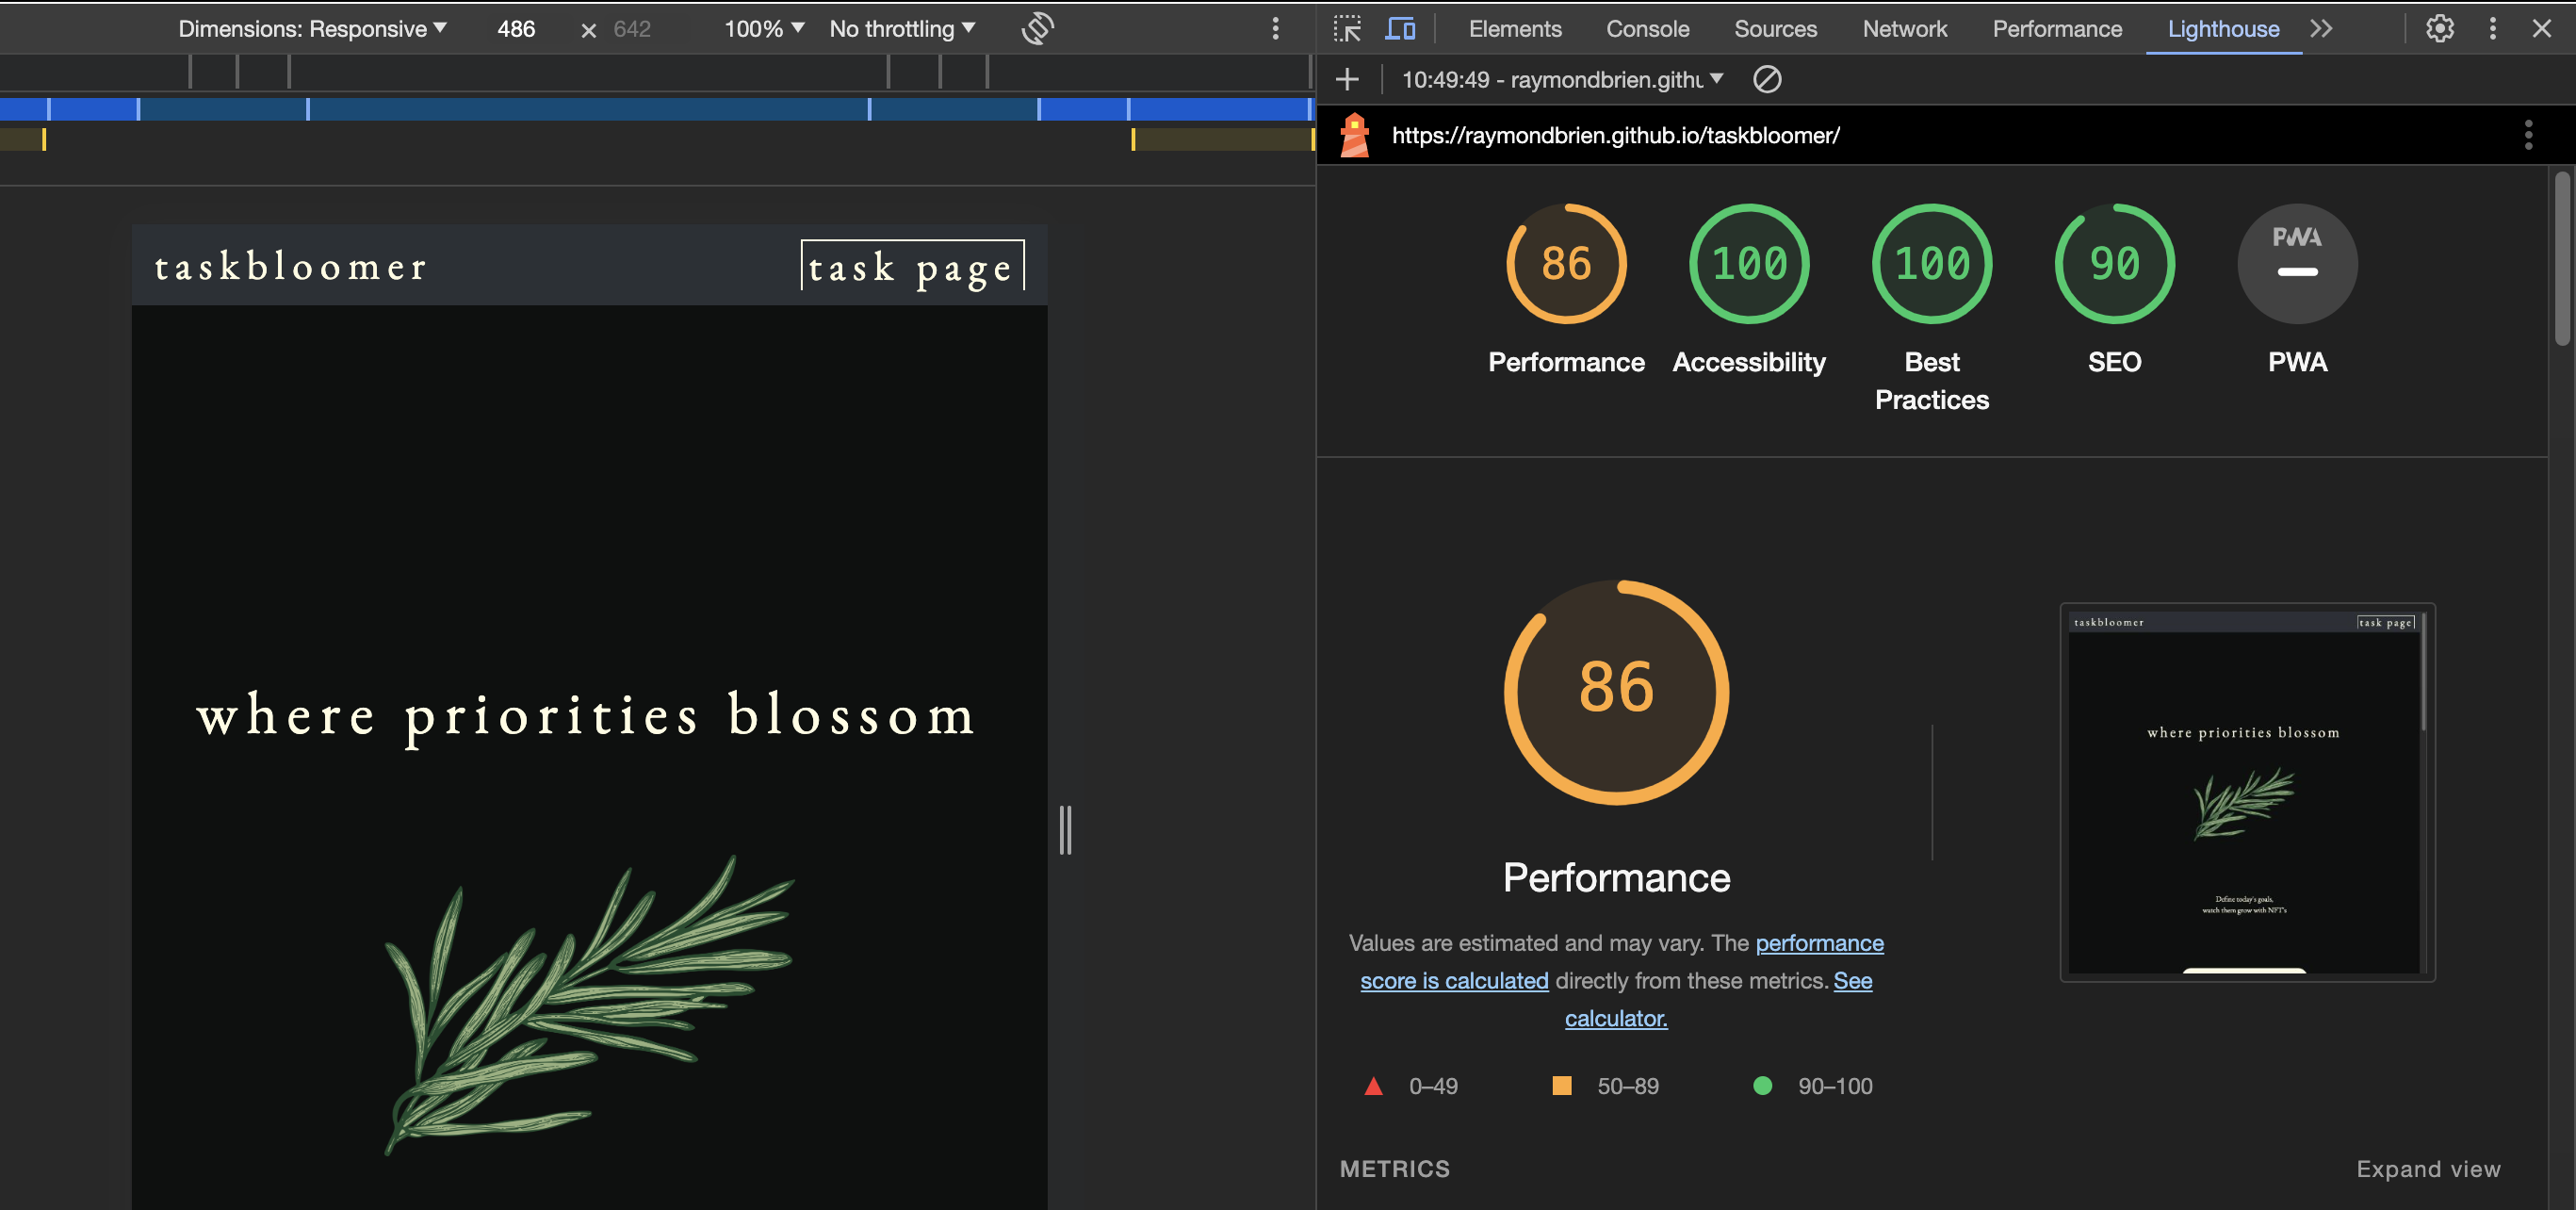 Dimensions: Responsive 486 × 642 100% No throttling
Elements Console Sources Network Performance Lighthouse
10:49:49 - raymondbrien.githu
https://raymondbrien.github.io/taskbloomer/
taskbloomer task page
where priorities blossom
86 100 100 90 PWA
Performance Accessibility Best Practices SEO PWA
86
Performance
Values are estimated and may vary. The performance
score is calculated directly from these metrics. See
calculator.
0–49 50–89 90–100
taskbloomer task page
where priorities blossom
Define today's goals,
watch them grow with NFT's
METRICS Expand view